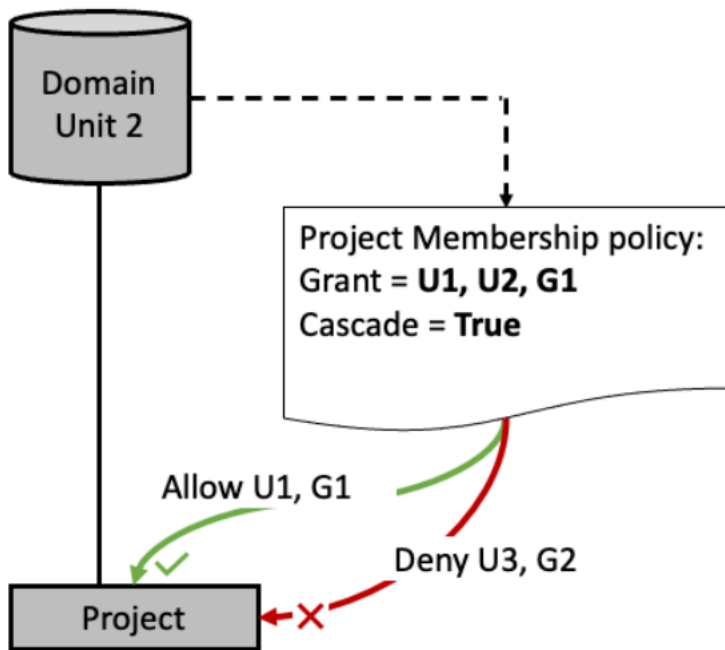 Domain
Unit 2
Project Membership policy:
Grant = U1, U2, G1
Cascade = True
Allow U1, G1
Deny U3, G2
Project